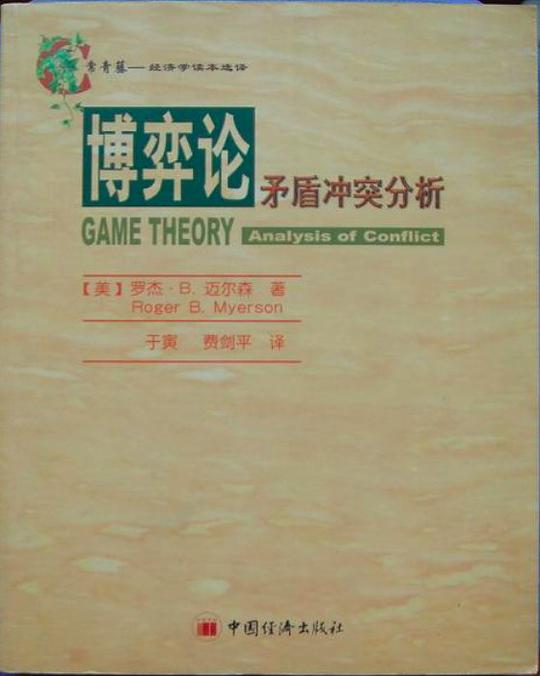 常青藤——经济学读本选译
博弈论 矛盾冲突分析
GAME THEORY Analysis of Conflict
【美】罗杰·B. 迈尔森 著
Roger B. Myerson
于寅 费剑平 译
中国经济出版社